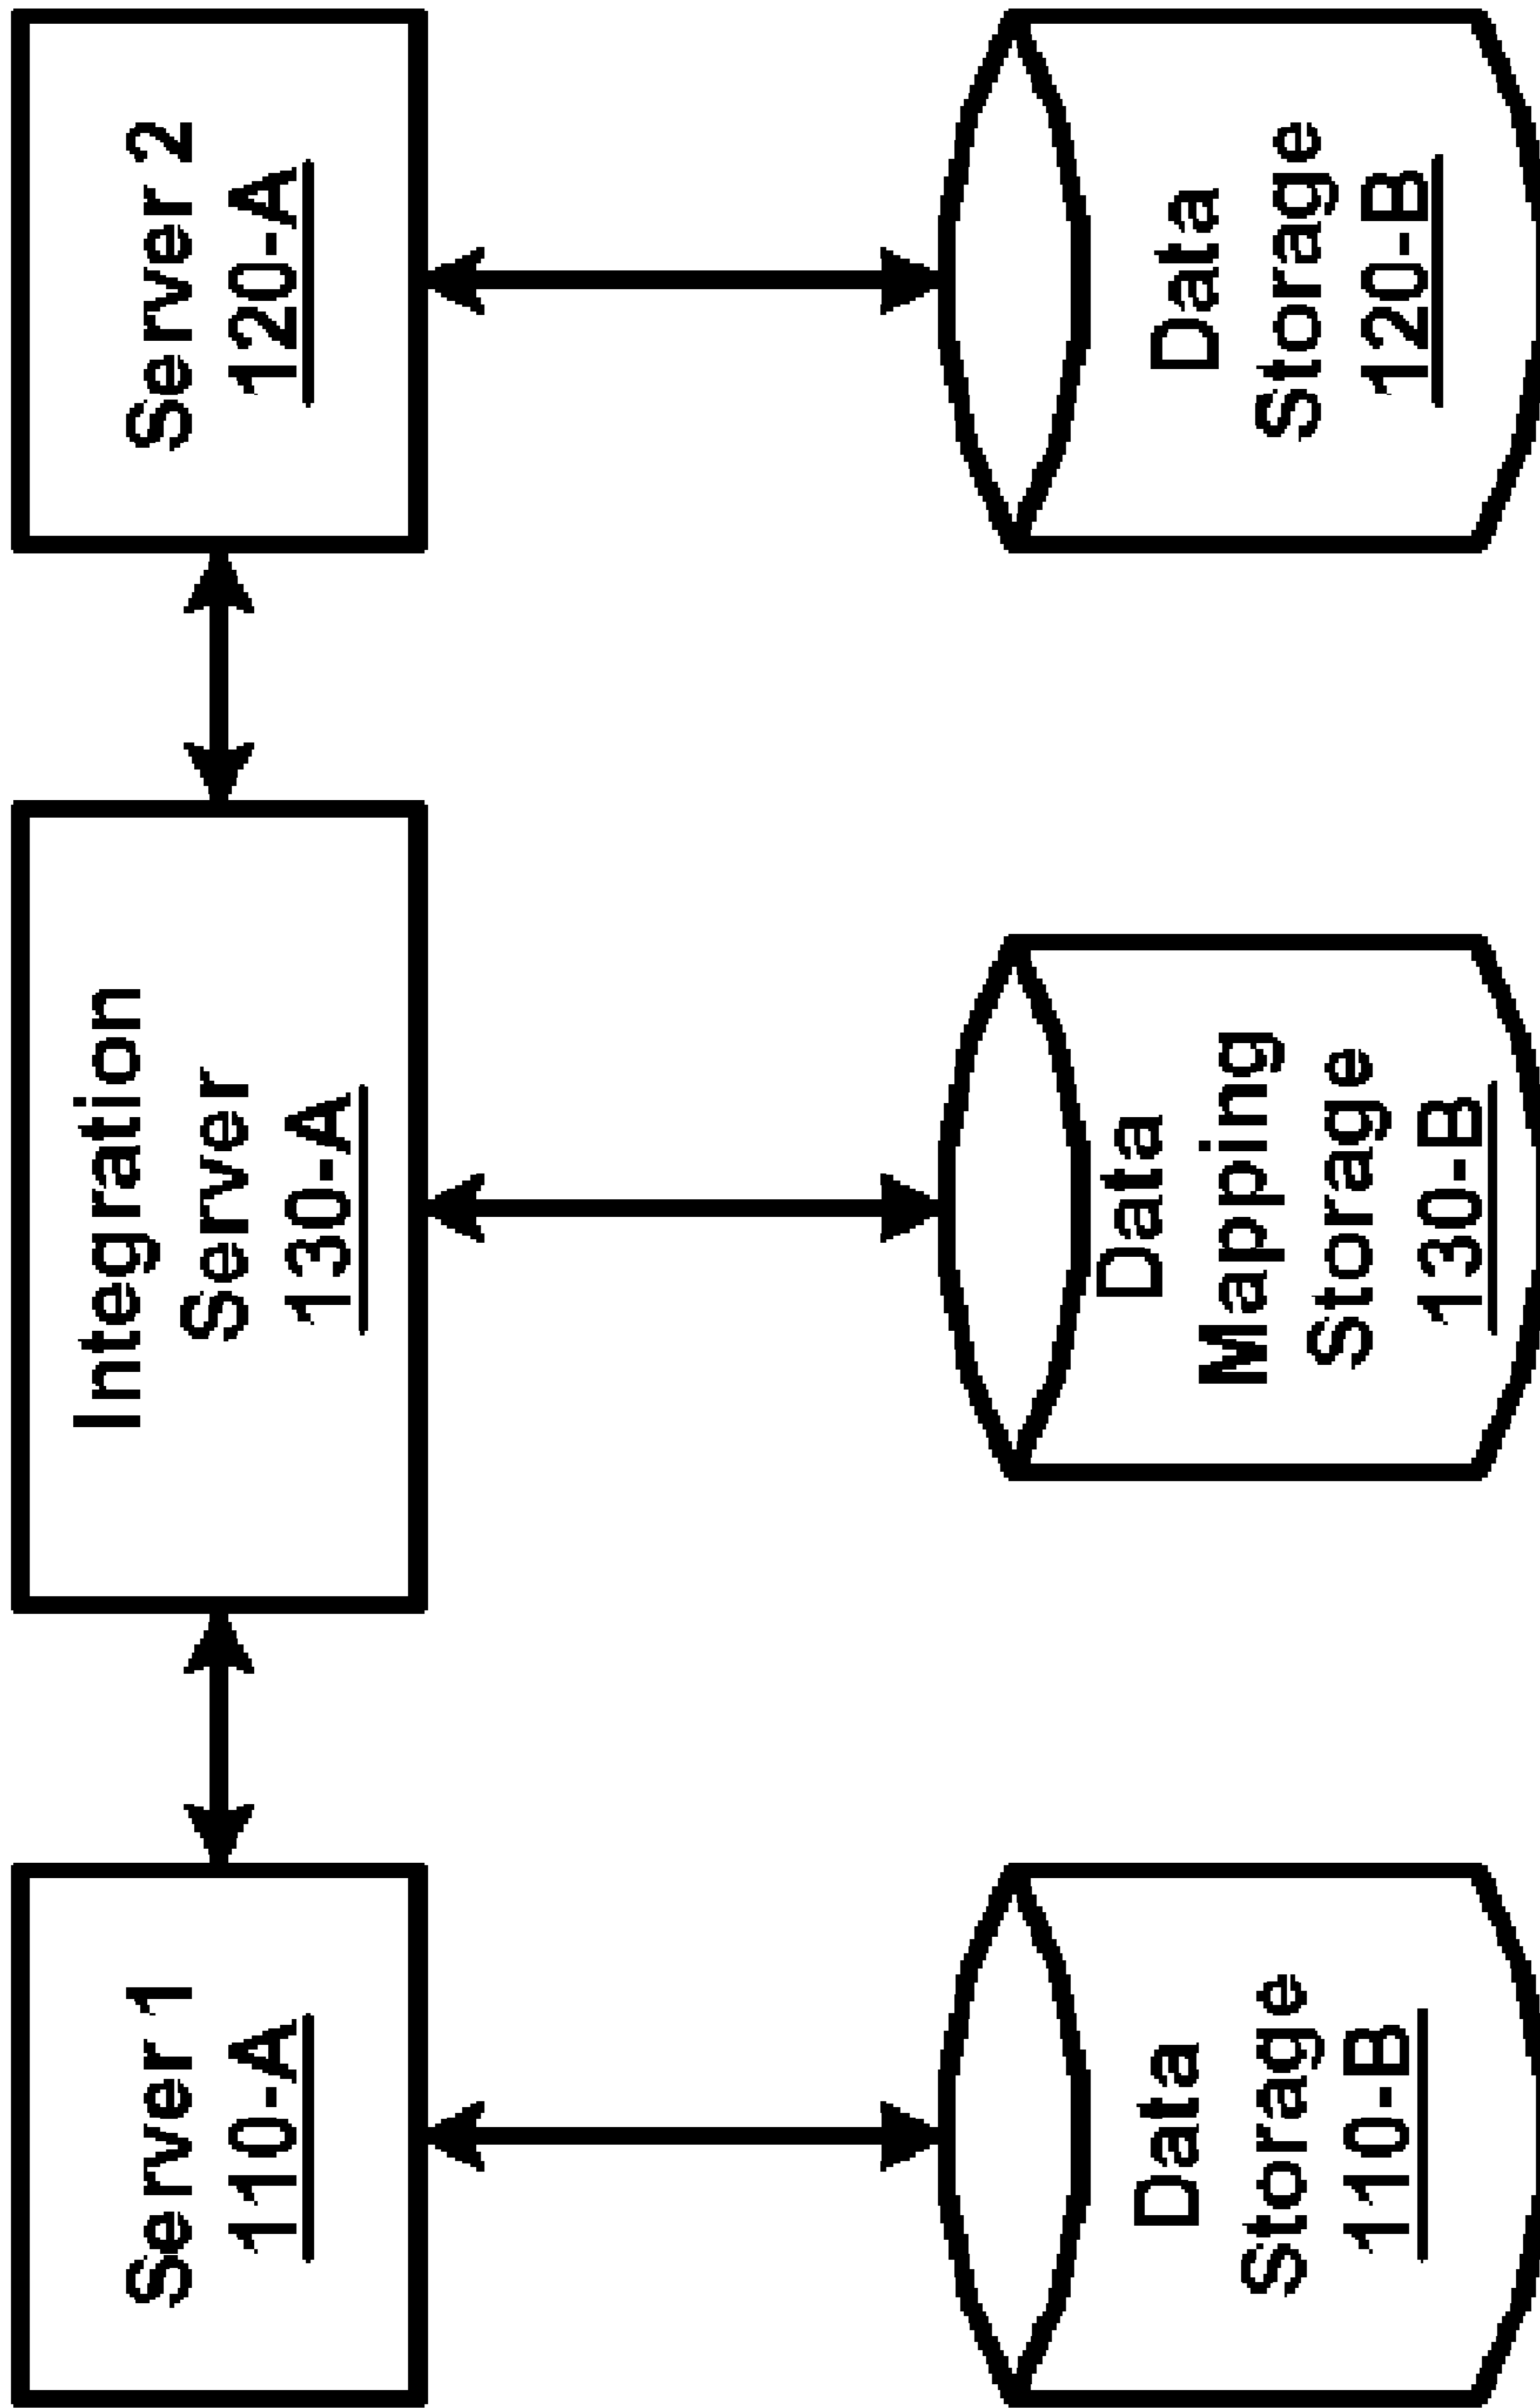 Server 1
110-A
Integration
Server
130-A
Server 2
120-A
Data
Storage
110-B
Data
Mapping
Storage
130-B
Data
Storage
120-B